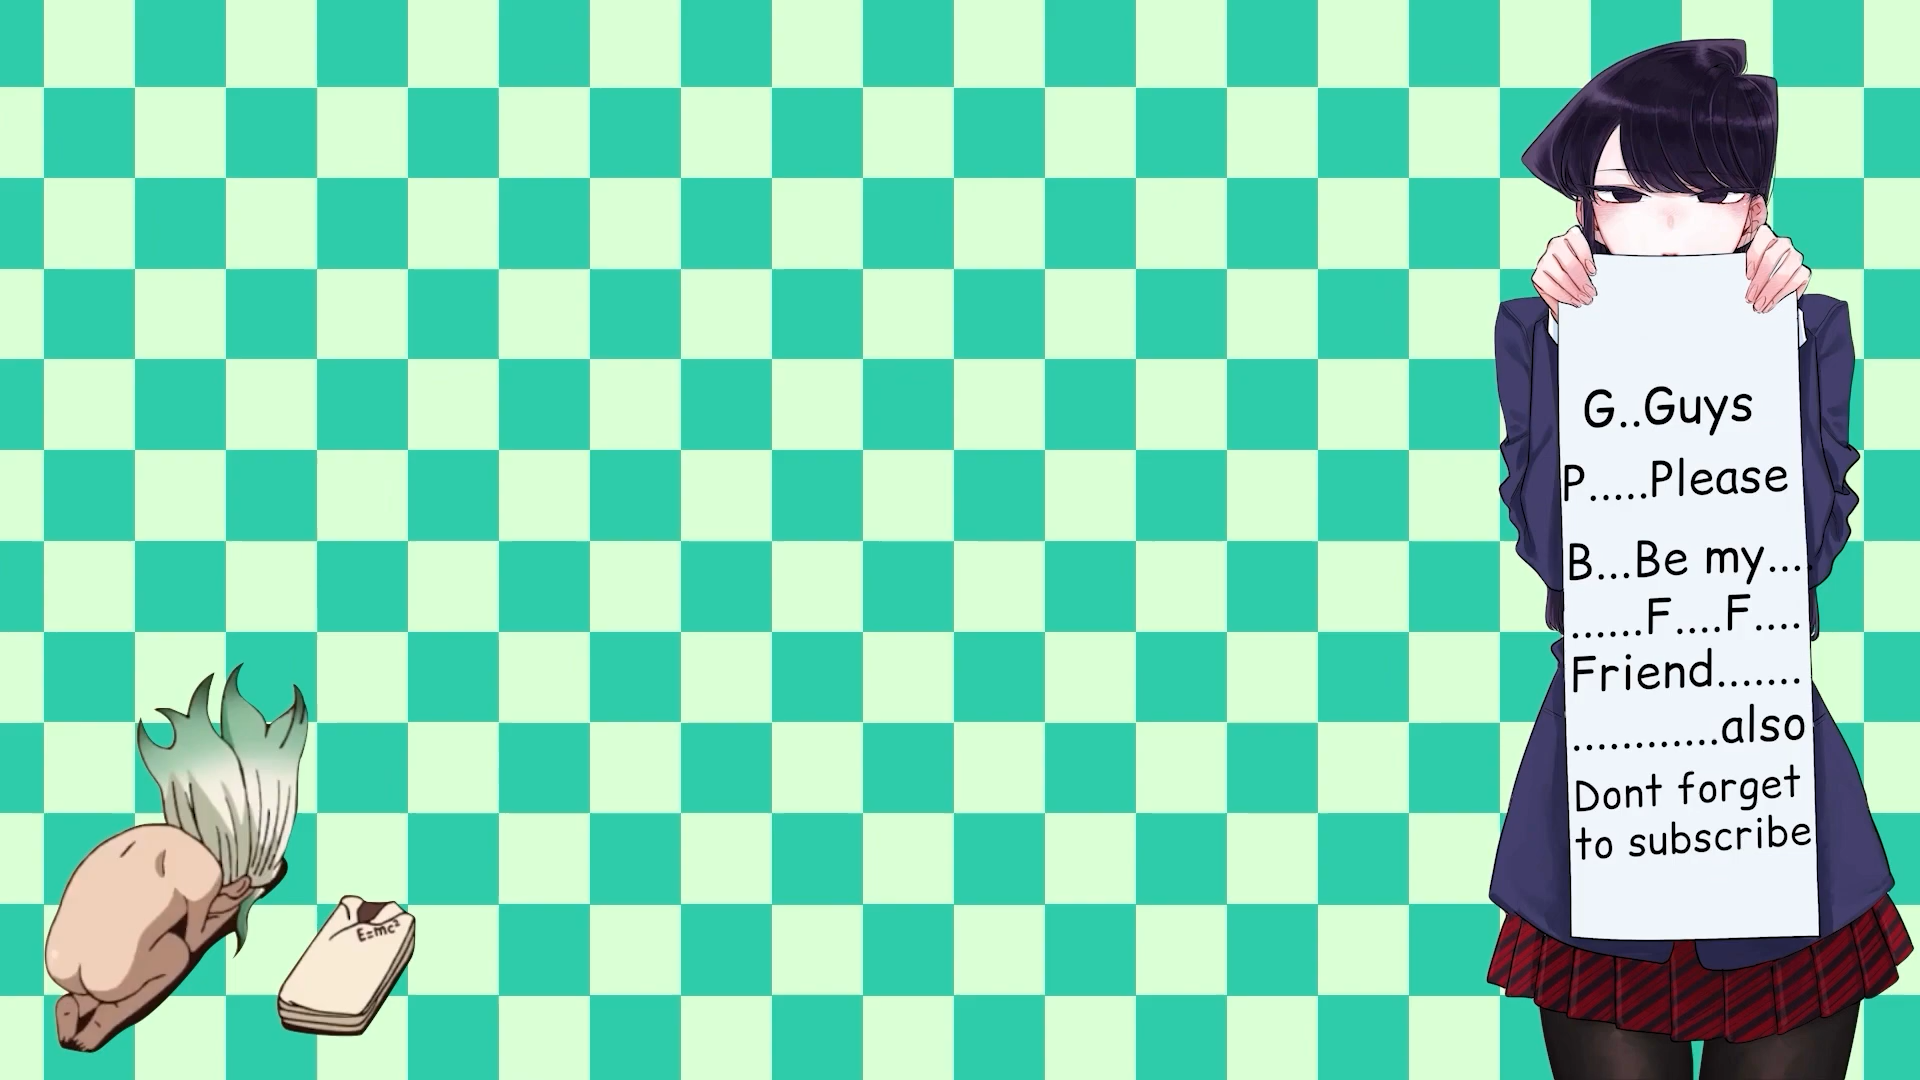 G..Guys
P.....Please
B...Be my....
......F....F....
Friend.......
............also
Dont forget
to subscribe
E=mc²